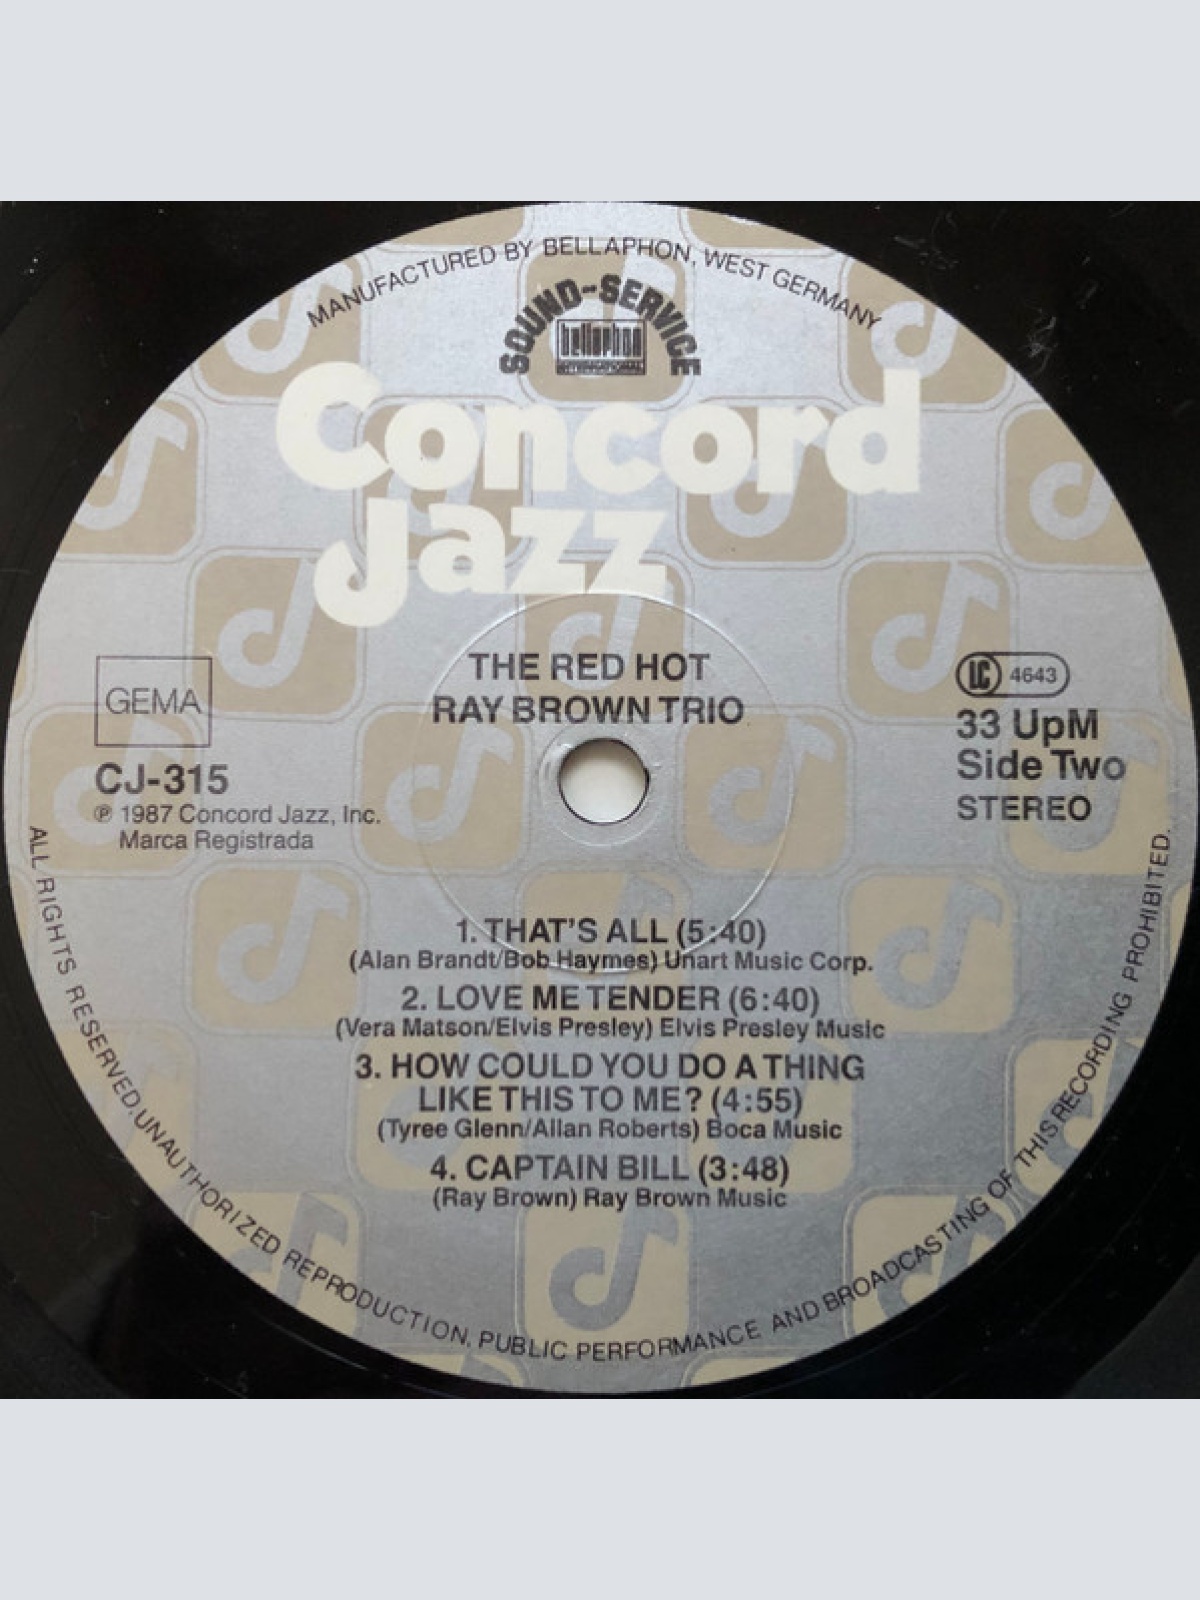 MANUFACTURED BY BELLAPHON, WEST GERMANY
SOUND-SERVICE
bellaphon
INTERNATIONAL
Concord
Jazz
THE RED HOT
RAY BROWN TRIO
GEMA
CJ-315
℗ 1987 Concord Jazz, Inc.
Marca Registrada
LC 4643
33 UpM
Side Two
STEREO
1. THAT'S ALL (5:40)
(Alan Brandt/Bob Haymes) Unart Music Corp.
2. LOVE ME TENDER (6:40)
(Vera Matson/Elvis Presley) Elvis Presley Music
3. HOW COULD YOU DO A THING
LIKE THIS TO ME? (4:55)
(Tyree Glenn/Allan Roberts) Boca Music
4. CAPTAIN BILL (3:48)
(Ray Brown) Ray Brown Music
ALL RIGHTS RESERVED. UNAUTHORIZED REPRODUCTION, PUBLIC PERFORMANCE AND BROADCASTING OF THIS RECORDING PROHIBITED.